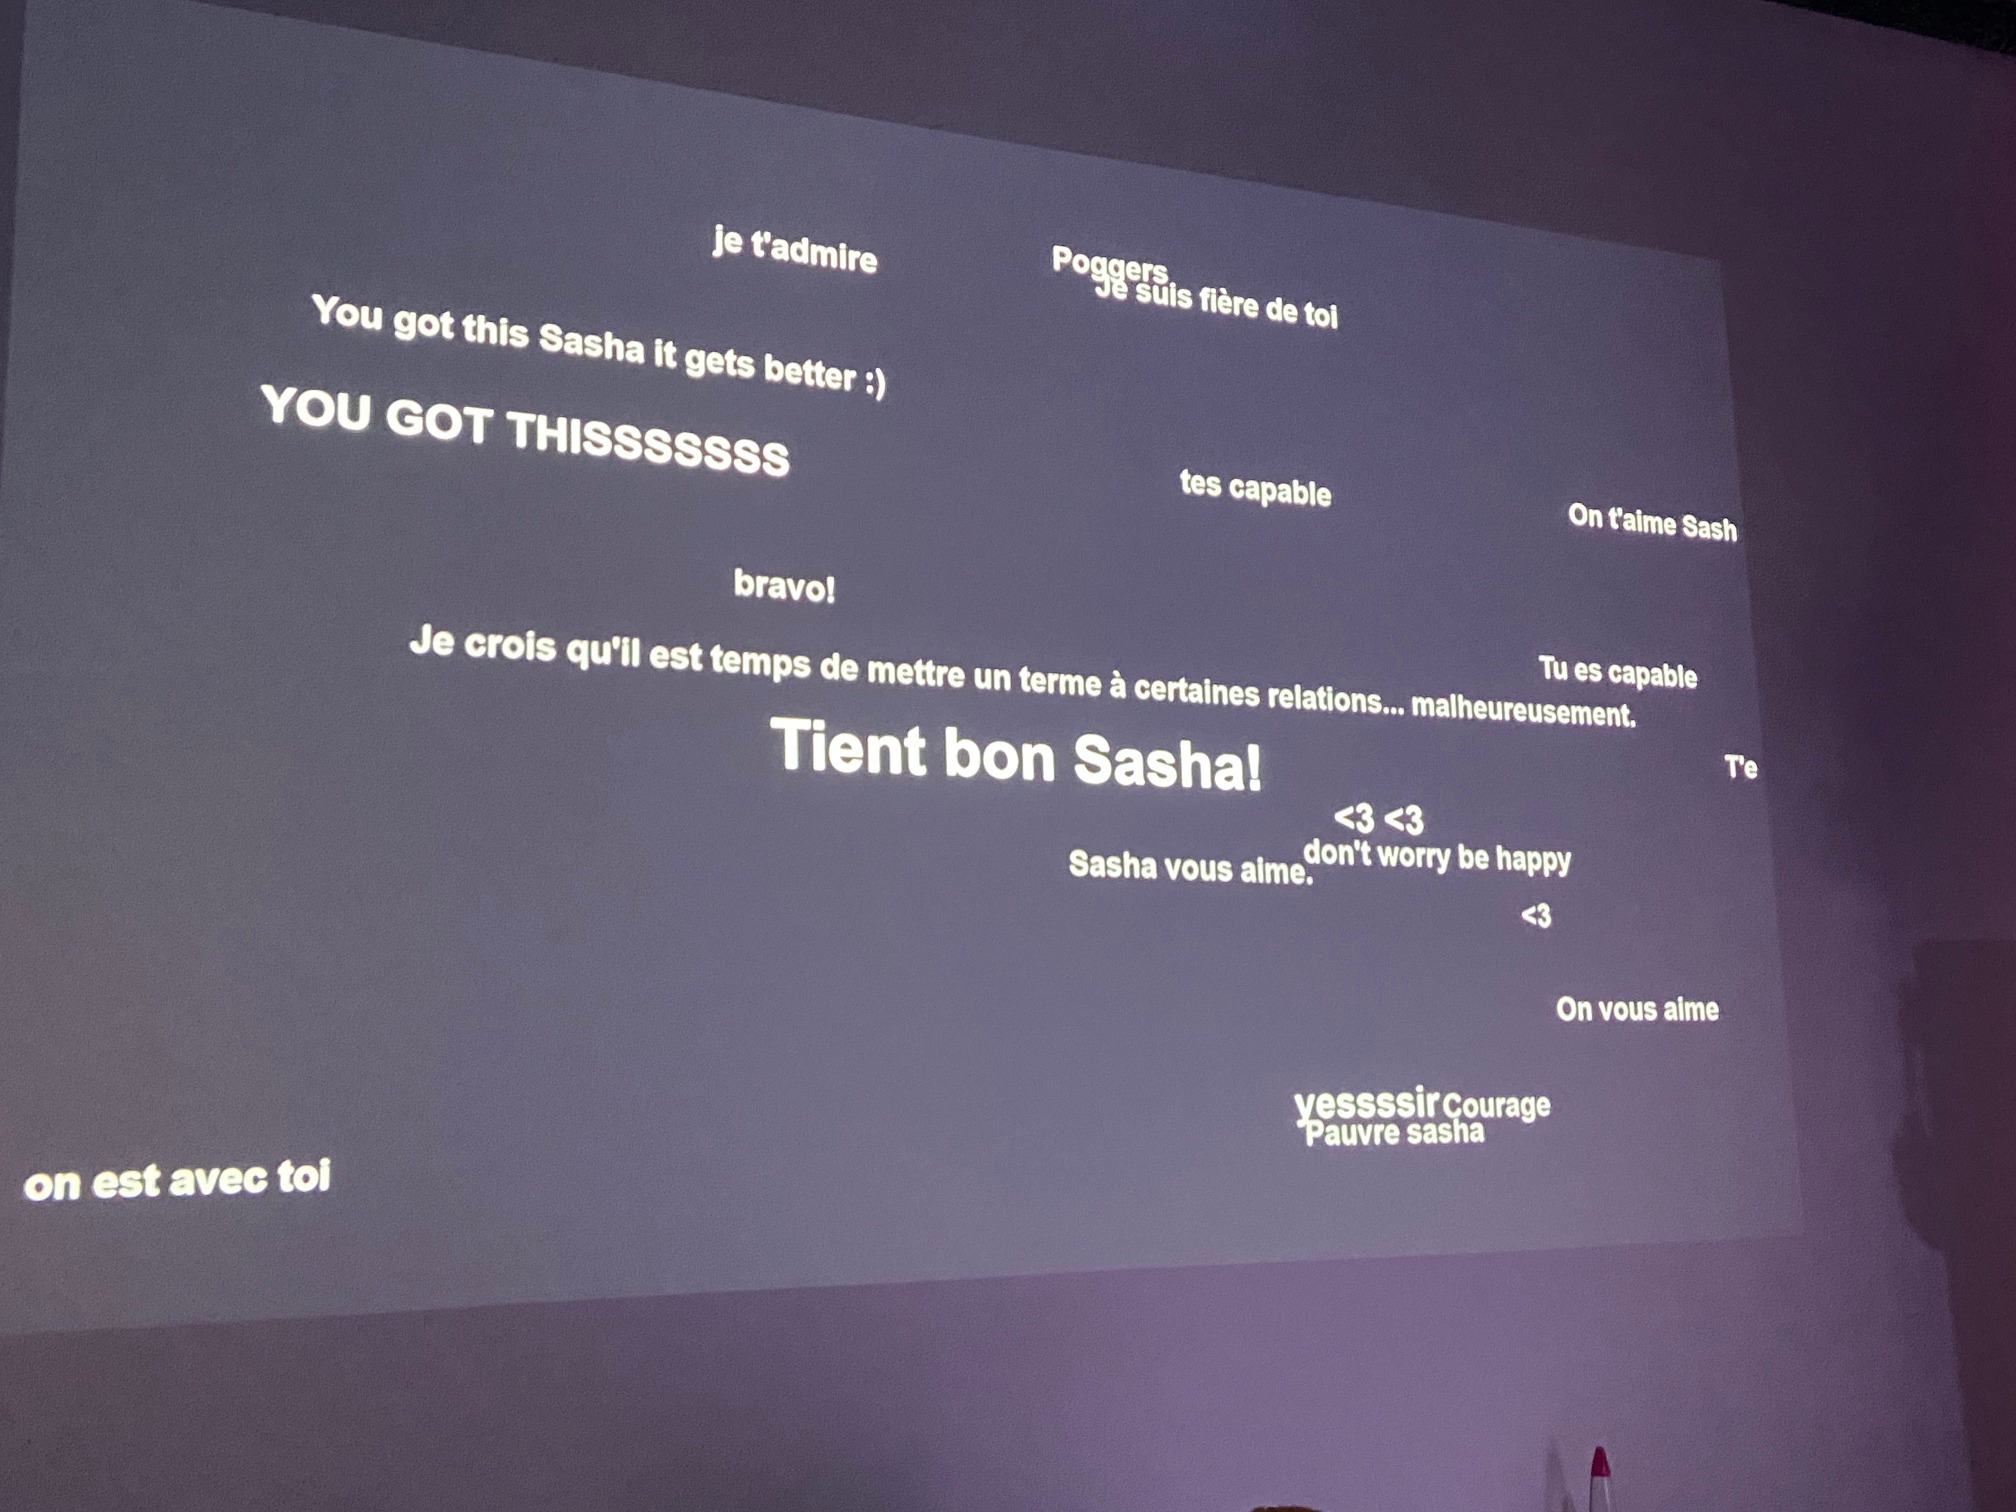 je t'admire
Poggers
Je suis fière de toi
You got this Sasha it gets better :)
YOU GOT THISSSSSSS
tes capable
On t'aime Sash
bravo!
Je crois qu'il est temps de mettre un terme à certaines relations... malheureusement.
Tu es capable
Tient bon Sasha!
T'e
<3 <3
don't worry be happy
Sasha vous aime.
<3
On vous aime
yessssir
Courage
Pauvre sasha
on est avec toi